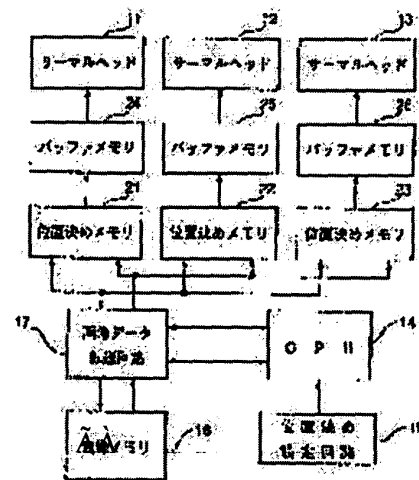 11
12
13
サーマルヘッド
サーマルヘッド
サーマルヘッド
24
25
26
バッファメモリ
バッファメモリ
バッファメモリ
21
22
23
位置決めメモリ
位置決めメモリ
位置決めメモリ
17
画像データ
14
C P U
メモリ
16
位置決め